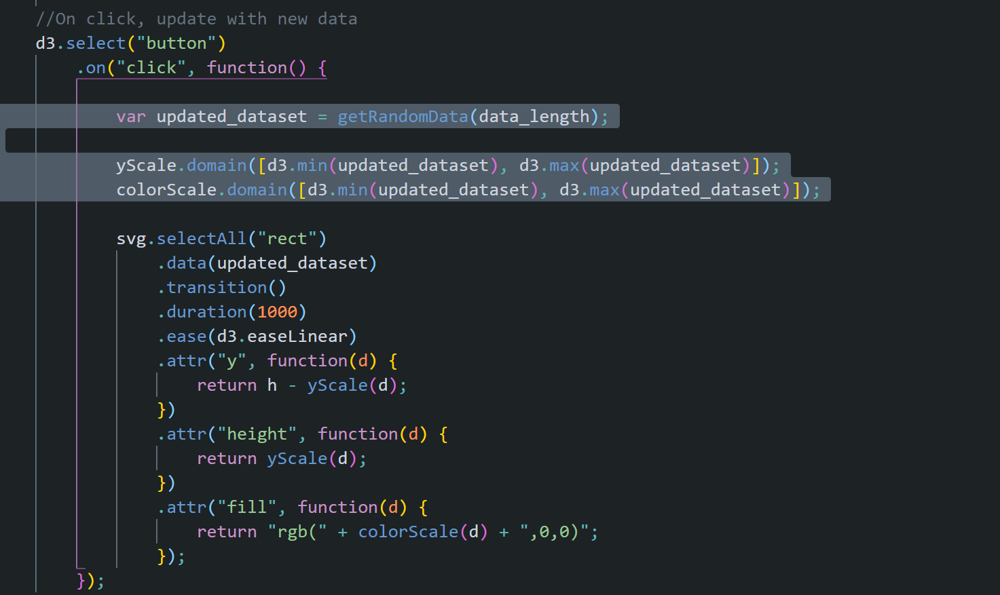 //On click, update with new data
d3.select("button")
.on("click", function() {
var updated_dataset = getRandomData(data_length);
yScale.domain([d3.min(updated_dataset), d3.max(updated_dataset)]);
colorScale.domain([d3.min(updated_dataset), d3.max(updated_dataset)]);
svg.selectAll("rect")
.data(updated_dataset)
.transition()
.duration(1000)
.ease(d3.easeLinear)
.attr("y", function(d) {
return h - yScale(d);
})
.attr("height", function(d) {
return yScale(d);
})
.attr("fill", function(d) {
return "rgb(" + colorScale(d) + ",0,0)";
});
});